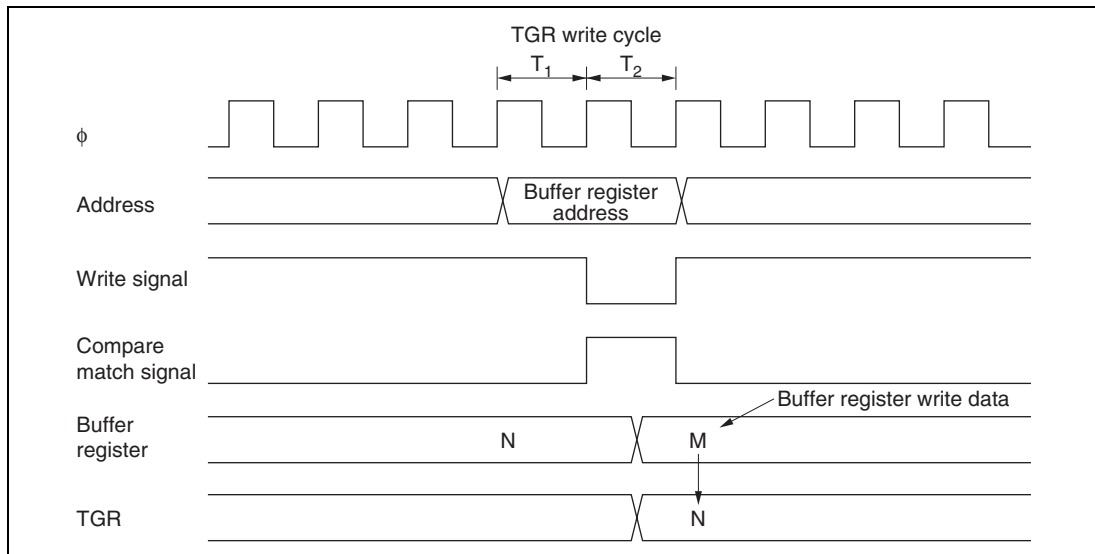 TGR write cycle
T1 T2
ϕ
Address
Buffer register
address
Write signal
Compare
match signal
Buffer register write data
Buffer
register
N M
TGR
N